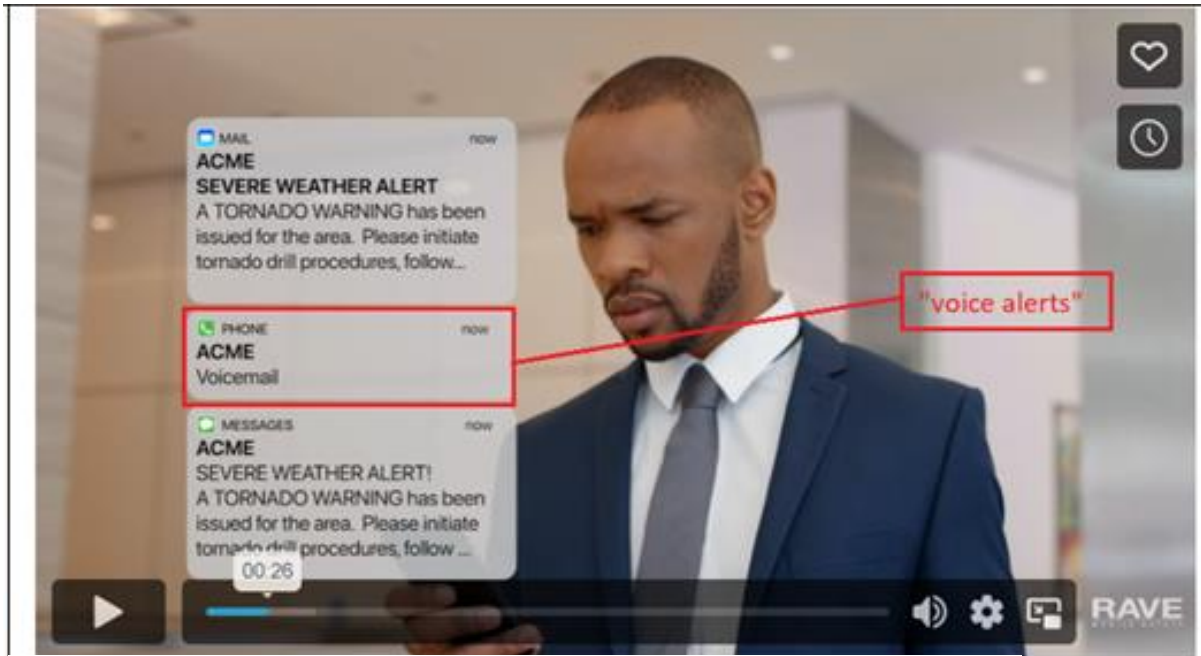 MAIL
now
ACME
SEVERE WEATHER ALERT
A TORNADO WARNING has been
issued for the area. Please initiate
tornado drill procedures, follow...
PHONE
now
ACME
Voicemail
"voice alerts"
MESSAGES
now
ACME
SEVERE WEATHER ALERT!
A TORNADO WARNING has been
issued for the area. Please initiate
tornado drill procedures, follow ...
00:26
RAVE